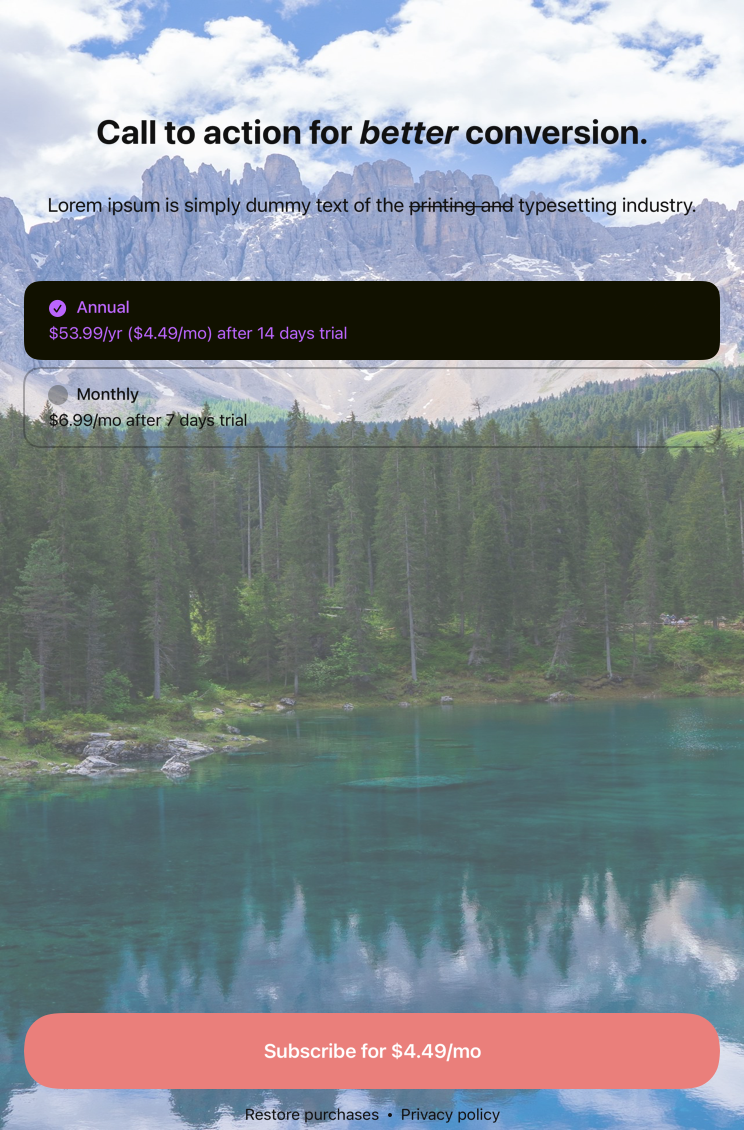 Call to action for better conversion.
Lorem ipsum is simply dummy text of the printing and typesetting industry.
Annual
$53.99/yr ($4.49/mo) after 14 days trial
Monthly
$6.99/mo after 7 days trial
Subscribe for $4.49/mo
Restore purchases • Privacy policy